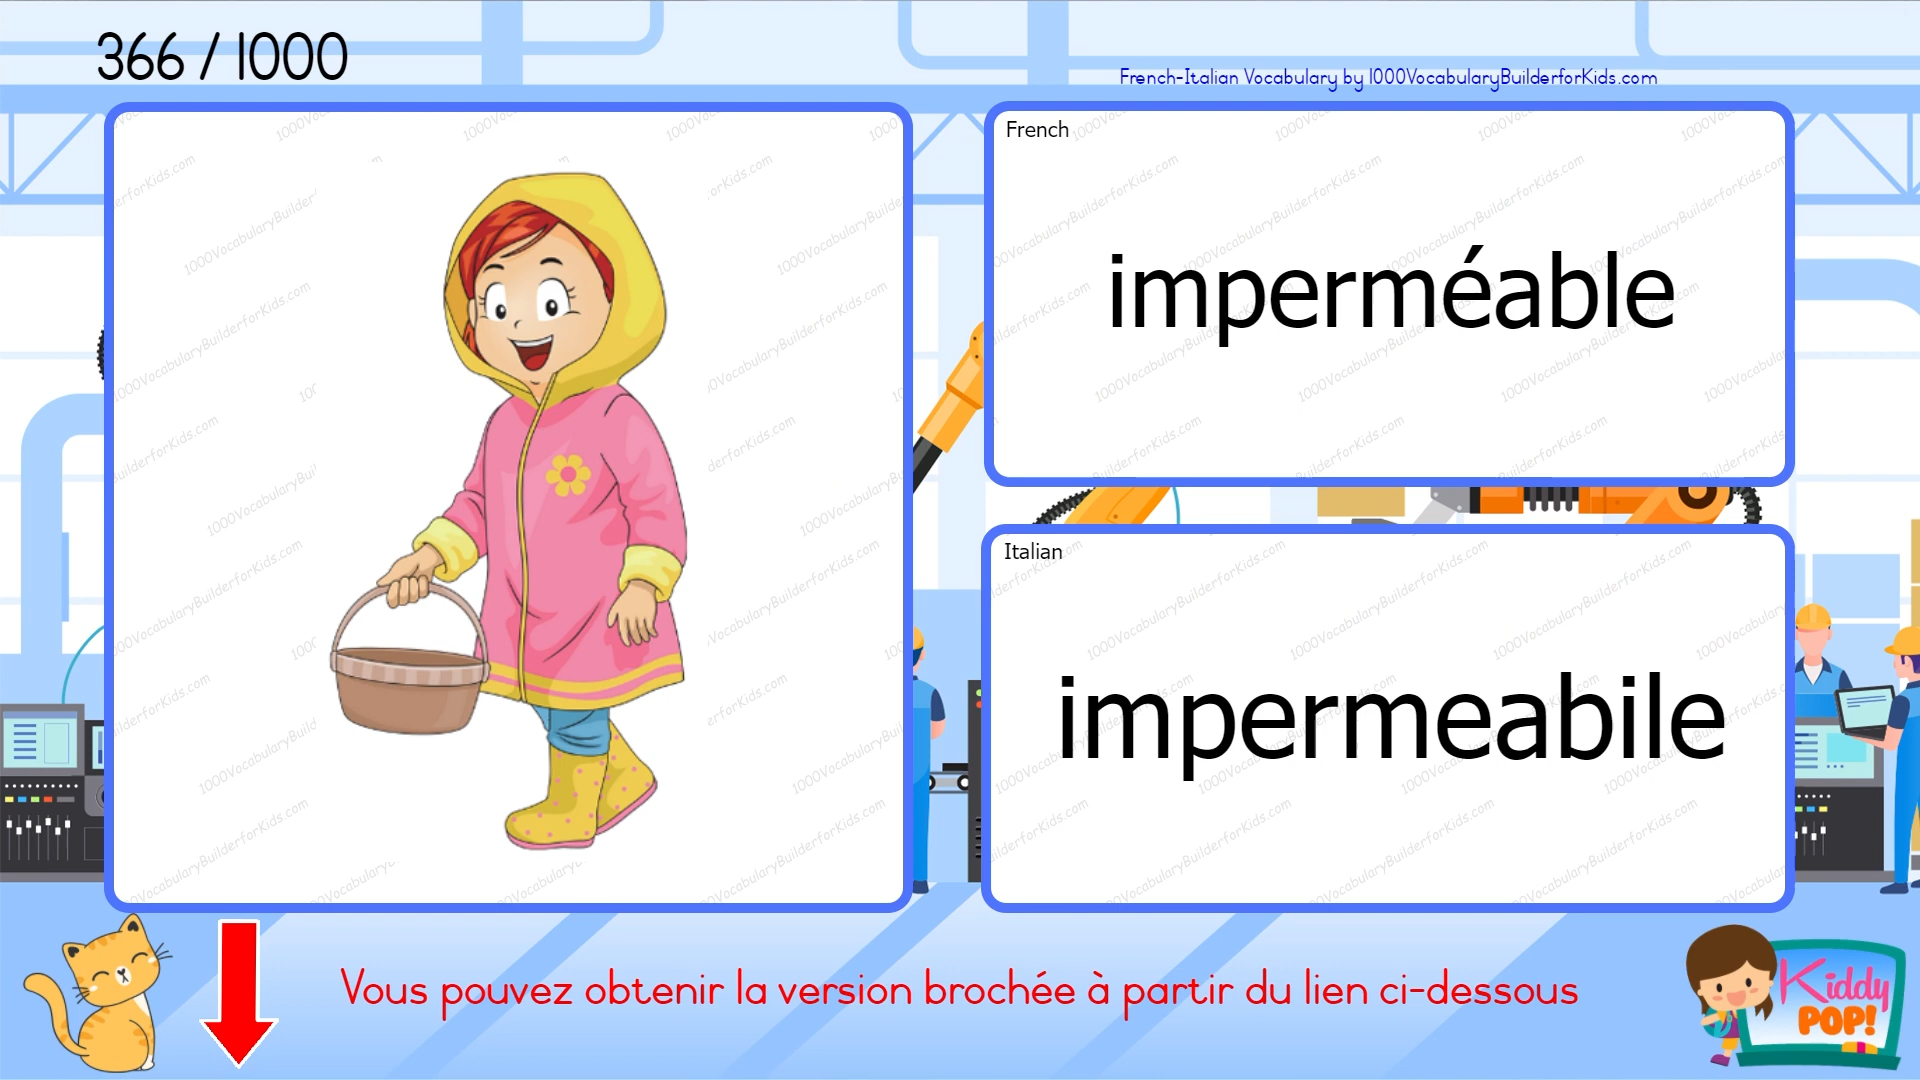 366 / 1000
French-Italian Vocabulary by 1000VocabularyBuilderforKids.com
French
imperméable
Italian
impermeabile
Vous pouvez obtenir la version brochée à partir du lien ci-dessous
Kiddy
POP!